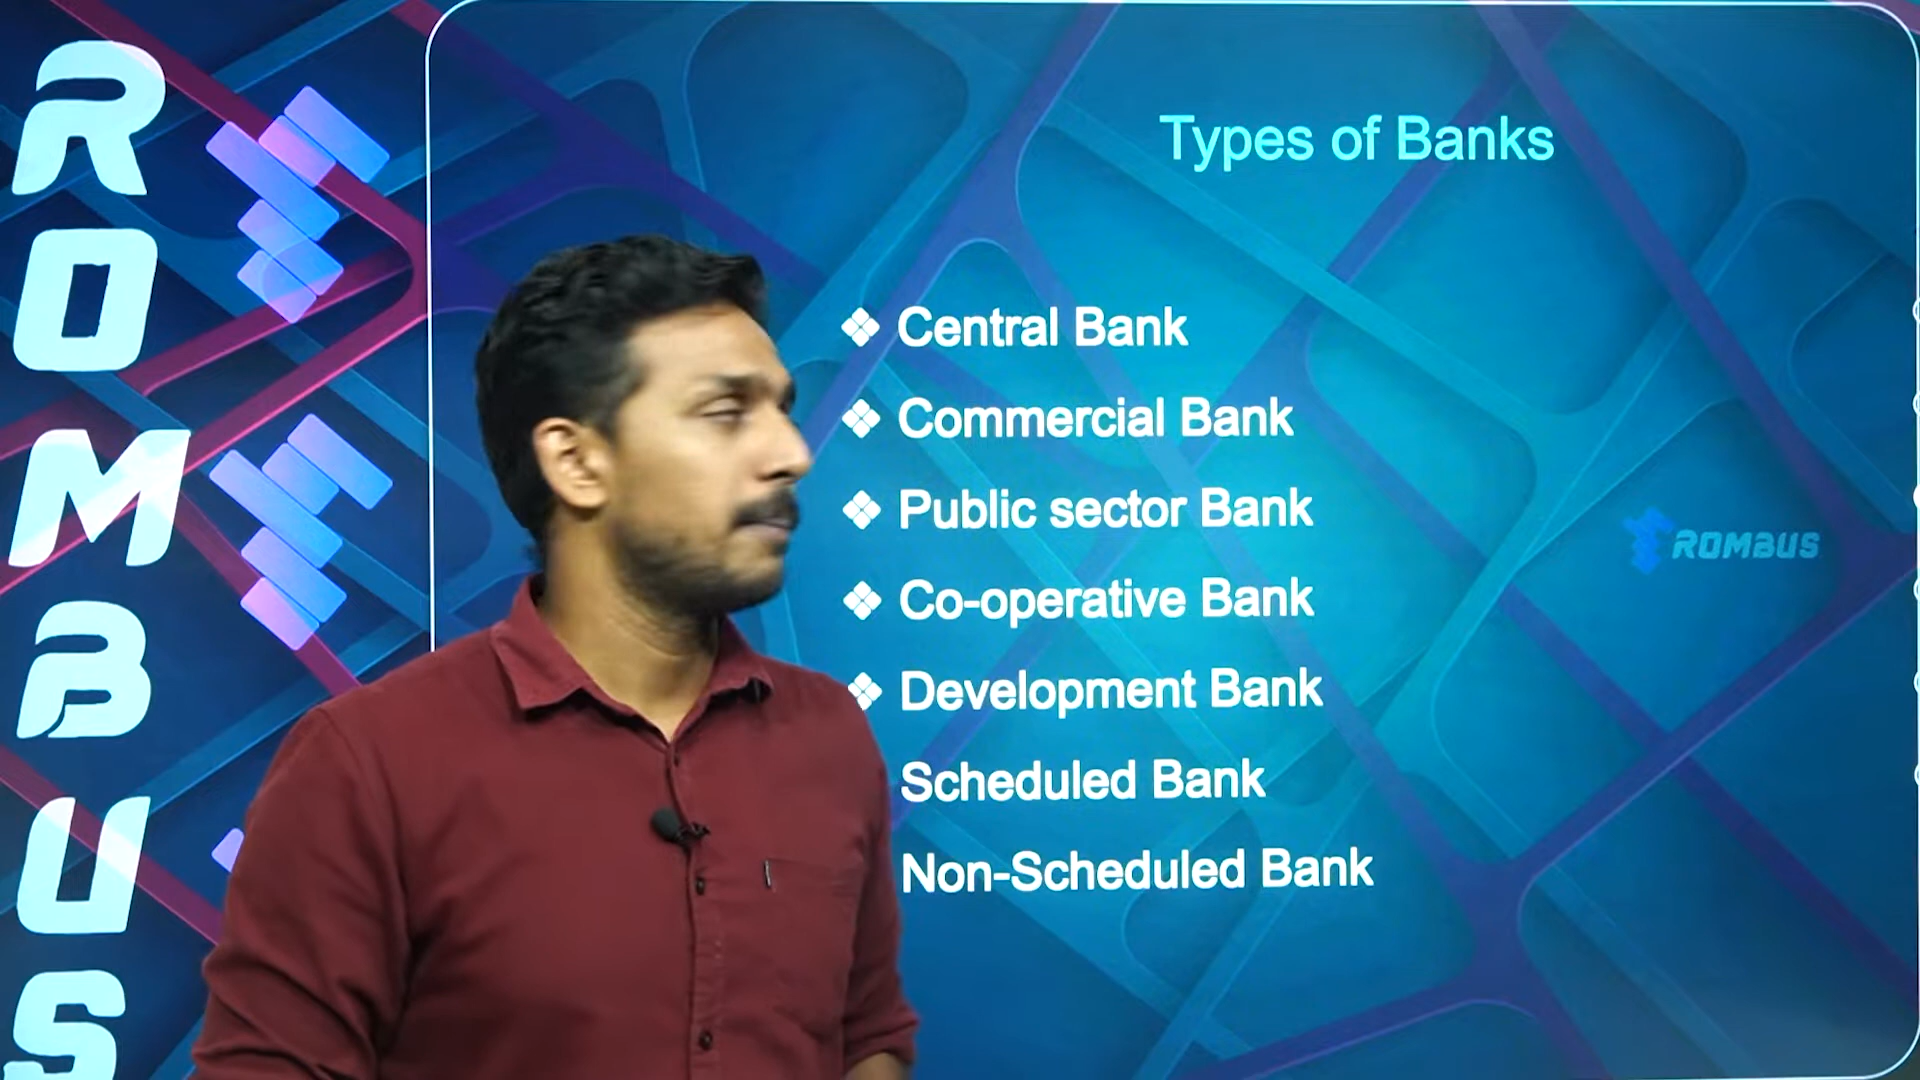 ROMBUS
Types of Banks
❖ Central Bank
❖ Commercial Bank
❖ Public sector Bank
❖ Co-operative Bank
❖ Development Bank
Scheduled Bank
Non-Scheduled Bank
ROMBUS